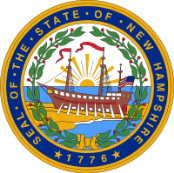 SEAL · OF · THE · STATE · OF · NEW HAMPSHIRE
1776